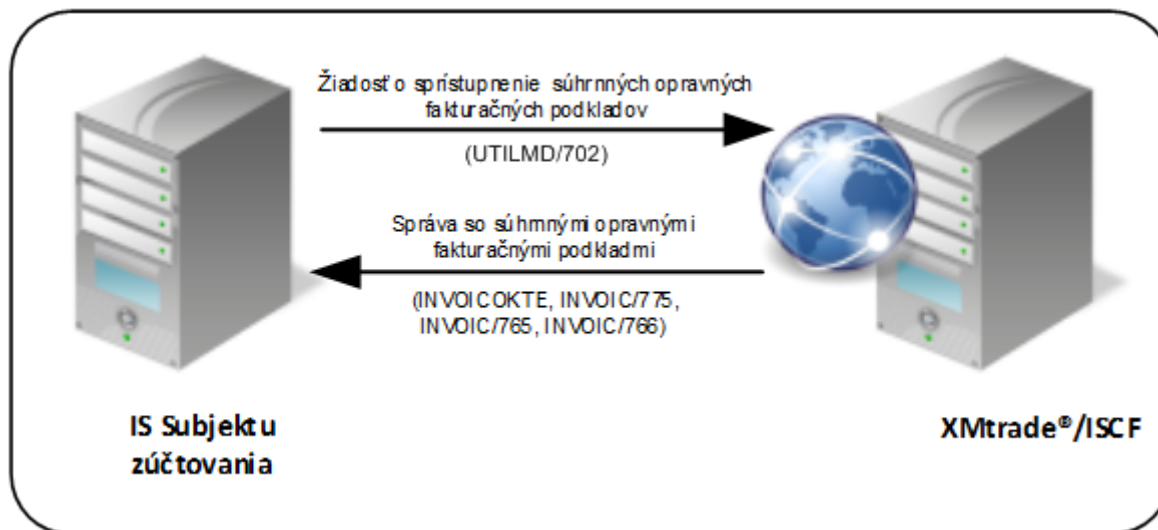 Žiadosť o sprístupnenie súhrnných opravných
fakturačných podkladov
(UTILMD/702)
Správa so súhrnnými opravnými
fakturačnými podkladmi
(INVOICOKTE, INVOIC/775,
INVOIC/765, INVOIC/766)
IS Subjektu
zúčtovania
XMtrade®/ISCF